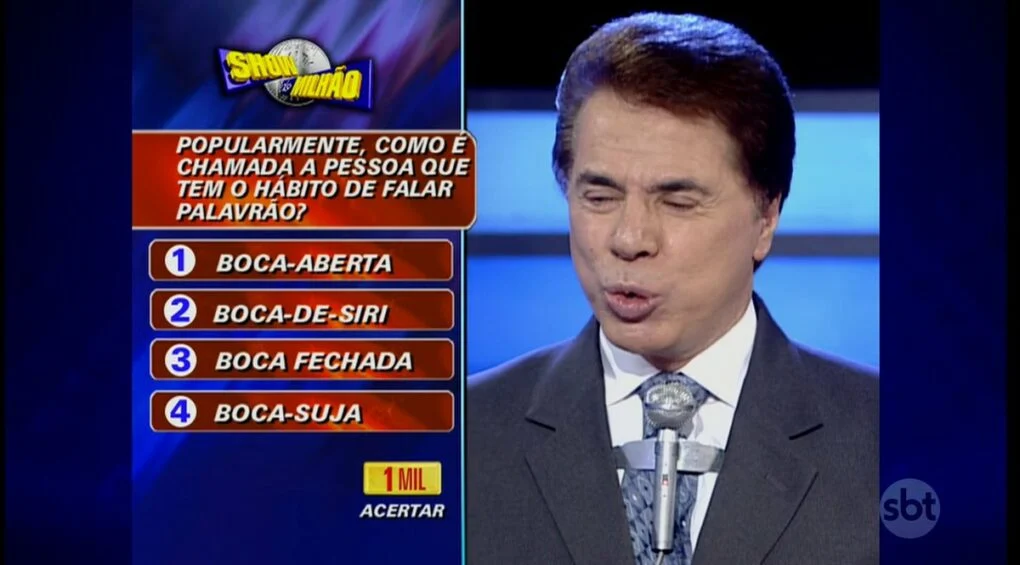 SHOW
DO
MILHÃO
POPULARMENTE, COMO É
CHAMADA A PESSOA QUE
TEM O HÁBITO DE FALAR
PALAVRÃO?
1 BOCA-ABERTA
2 BOCA-DE-SIRI
3 BOCA FECHADA
4 BOCA-SUJA
1 MIL
ACERTAR
sbt